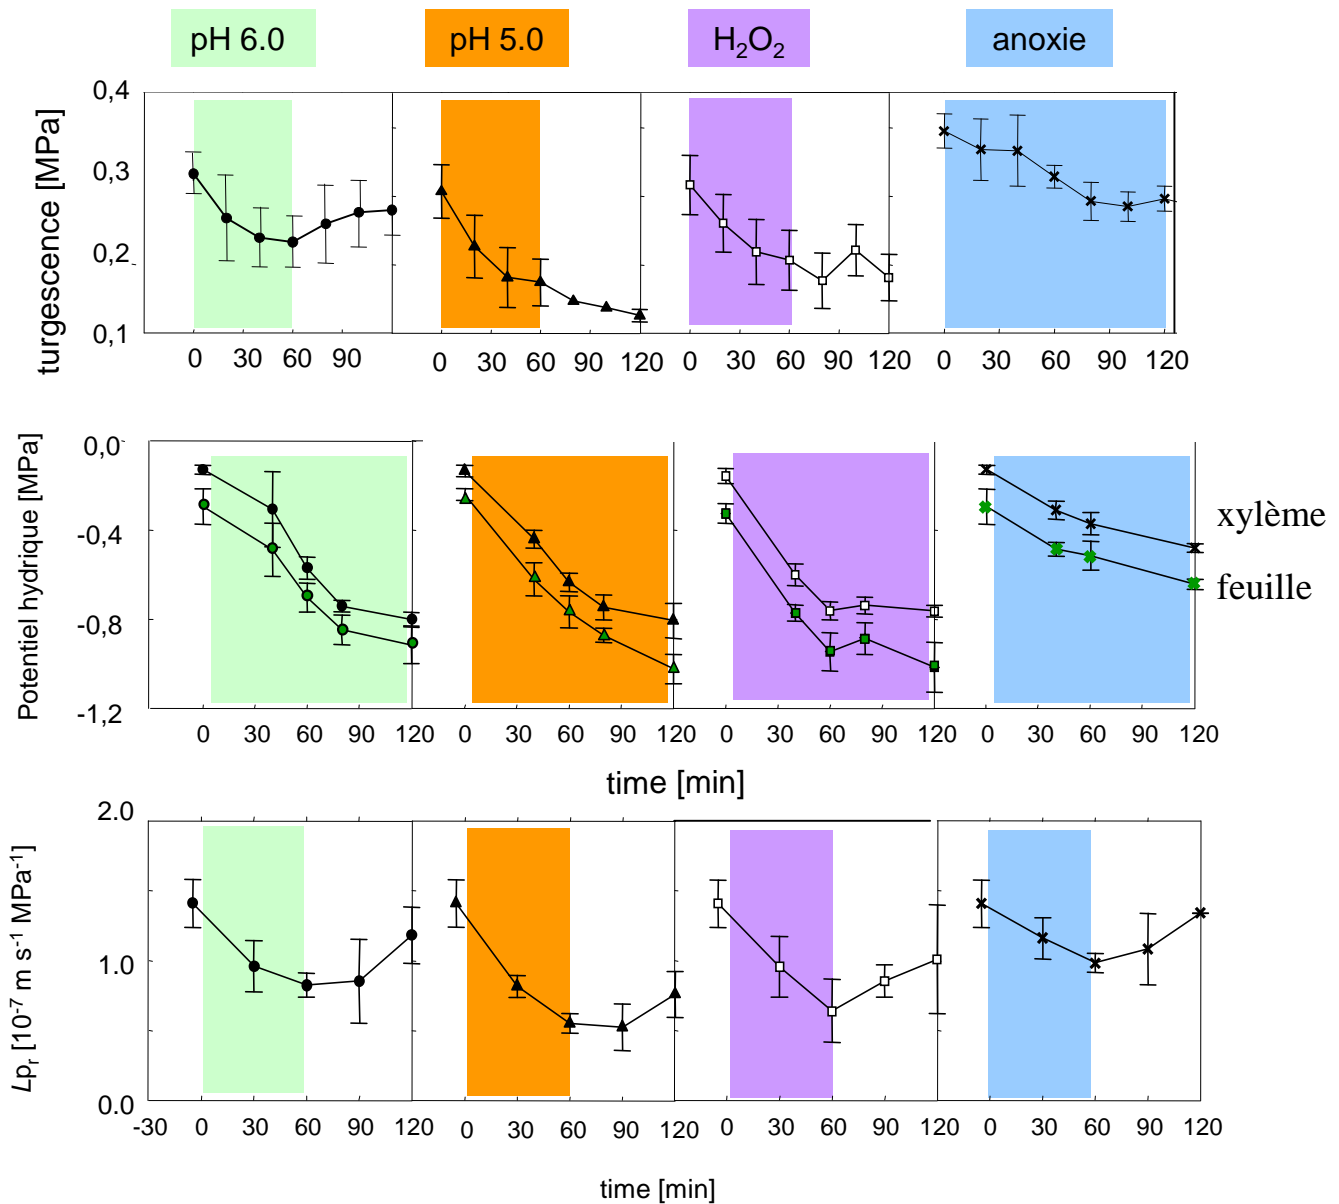 pH 6.0 pH 5.0 H₂O₂ anoxie
turgescence [MPa]
0,4
0,3
0,2
0,1
0 30 60 90 0 30 60 90 120 0 30 60 90 120 0 30 60 90 120
Potentiel hydrique [MPa]
0,0
-0,4
-0,8
-1,2
xylème
feuille
0 30 60 90 120 0 30 60 90 120 0 30 60 90 120 0 30 60 90 120
time [min]
Lpᵣ [10⁻⁷ m s⁻¹ MPa⁻¹]
2.0
1.0
0.0
-30 0 30 60 90 120 0 30 60 90 120 0 30 60 90 120 0 30 60 90 120
time [min]